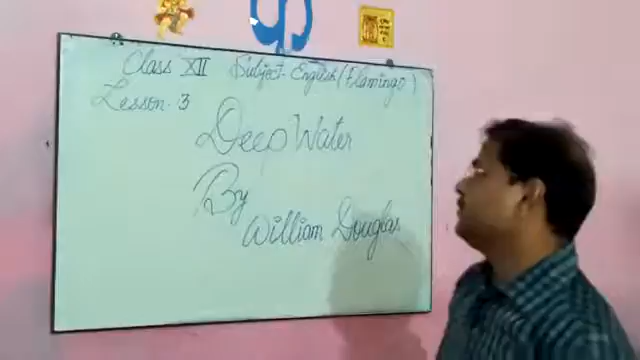 Class XII Subject- English (Flamingo)
Lesson. 3
Deep Water
By
William Douglas